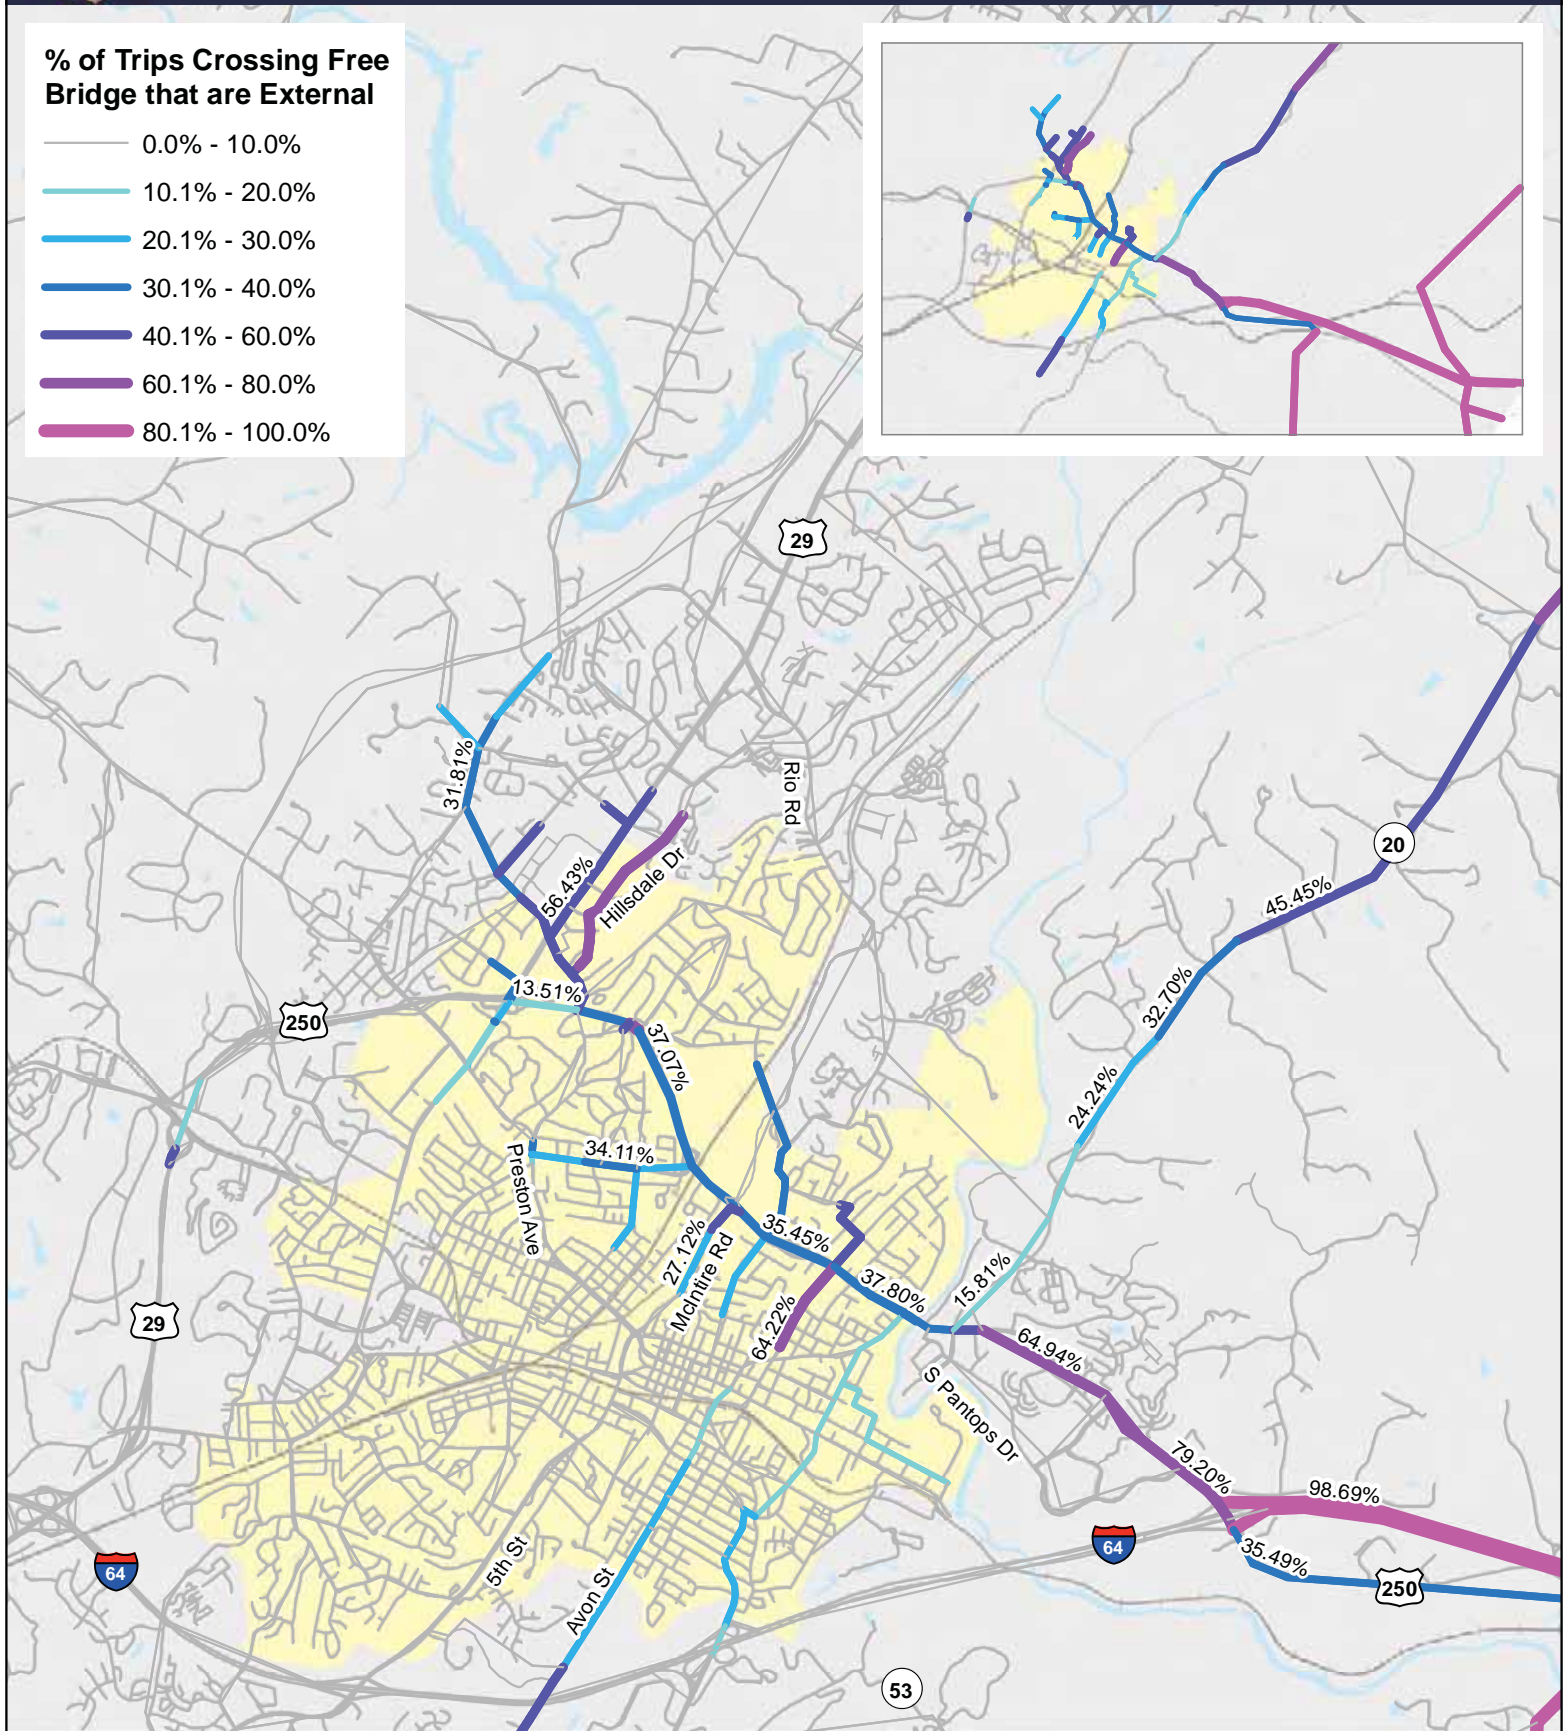 % of Trips Crossing Free
Bridge that are External
0.0% - 10.0%
10.1% - 20.0%
20.1% - 30.0%
30.1% - 40.0%
40.1% - 60.0%
60.1% - 80.0%
80.1% - 100.0%
29
31.81%
Rio Rd
20
56.43%
Hillsdale Dr
45.45%
13.51%
32.70%
250
37.07%
24.24%
34.11%
Preston Ave
27.12%
McIntire Rd
35.45%
37.80%
15.81%
29
64.22%
64.94%
S Pantops Dr
79.20%
98.69%
64
35.49%
250
64
5th St
Avon St
53